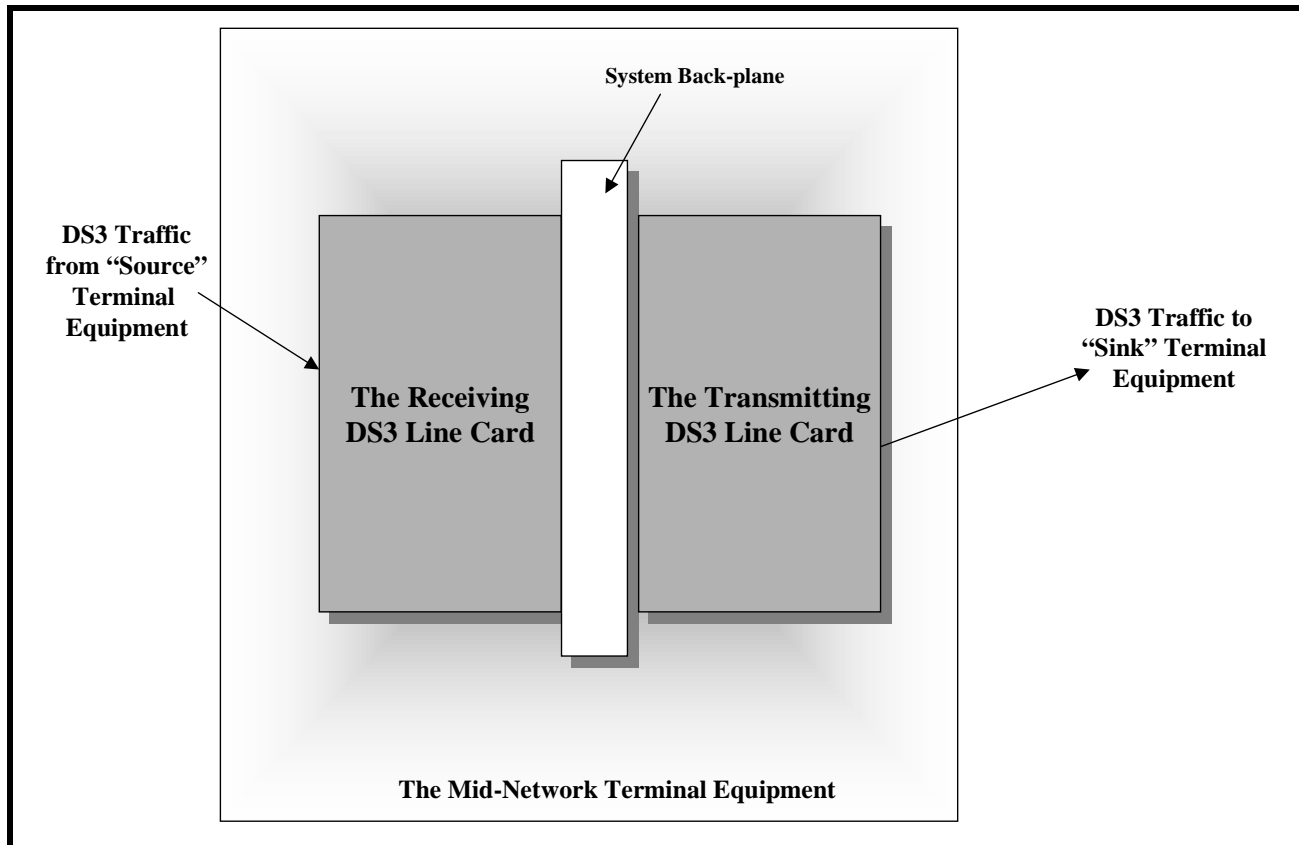 System Back-plane
DS3 Traffic
from “Source”
Terminal
Equipment
The Receiving
DS3 Line Card
The Transmitting
DS3 Line Card
DS3 Traffic to
“Sink” Terminal
Equipment
The Mid-Network Terminal Equipment